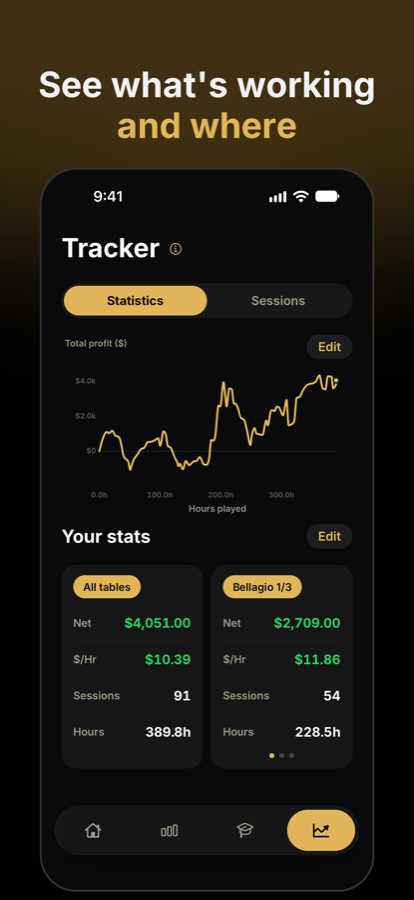 See what's working
and where
9:41
Tracker
Statistics Sessions
Total profit ($) Edit
$4.0k
$2.0k
$0
0.0h 100.0h 200.0h 300.0h
Hours played
Your stats Edit
All tables Bellagio 1/3
Net $4,051.00 Net $2,709.00
$/Hr $10.39 $/Hr $11.86
Sessions 91 Sessions 54
Hours 389.8h Hours 228.5h